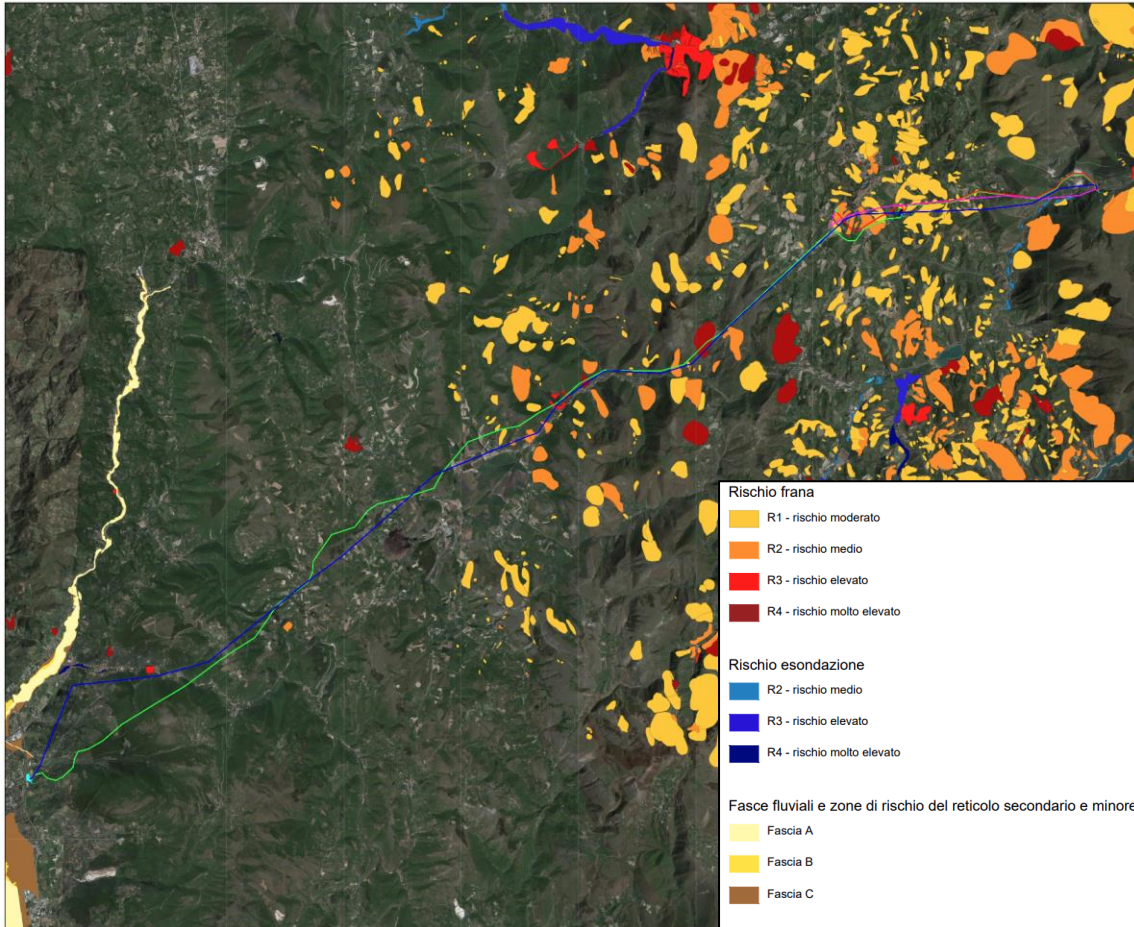 Rischio frana
R1 - rischio moderato
R2 - rischio medio
R3 - rischio elevato
R4 - rischio molto elevato
Rischio esondazione
R2 - rischio medio
R3 - rischio elevato
R4 - rischio molto elevato
Fasce fluviali e zone di rischio del reticolo secondario e minore
Fascia A
Fascia B
Fascia C